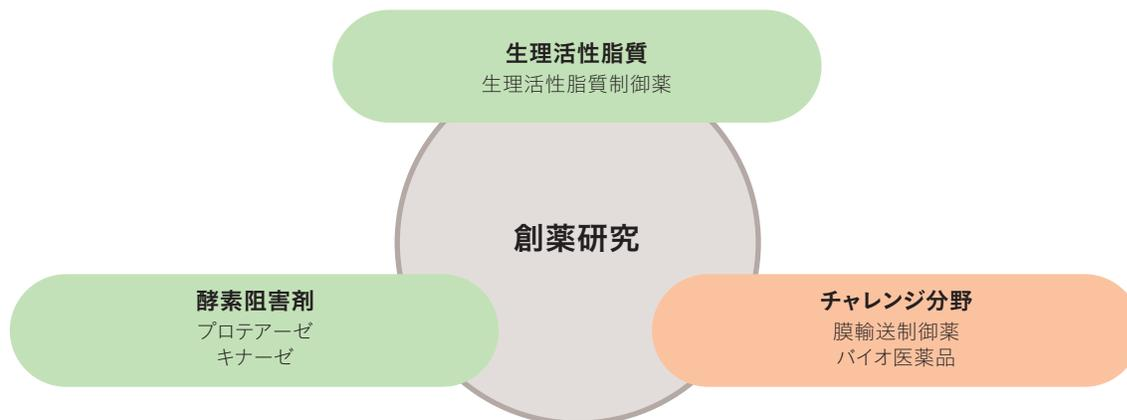 生理活性脂質
生理活性脂質制御薬
創薬研究
酵素阻害剤
プロテアーゼ
キナーゼ
チャレンジ分野
膜輸送制御薬
バイオ医薬品